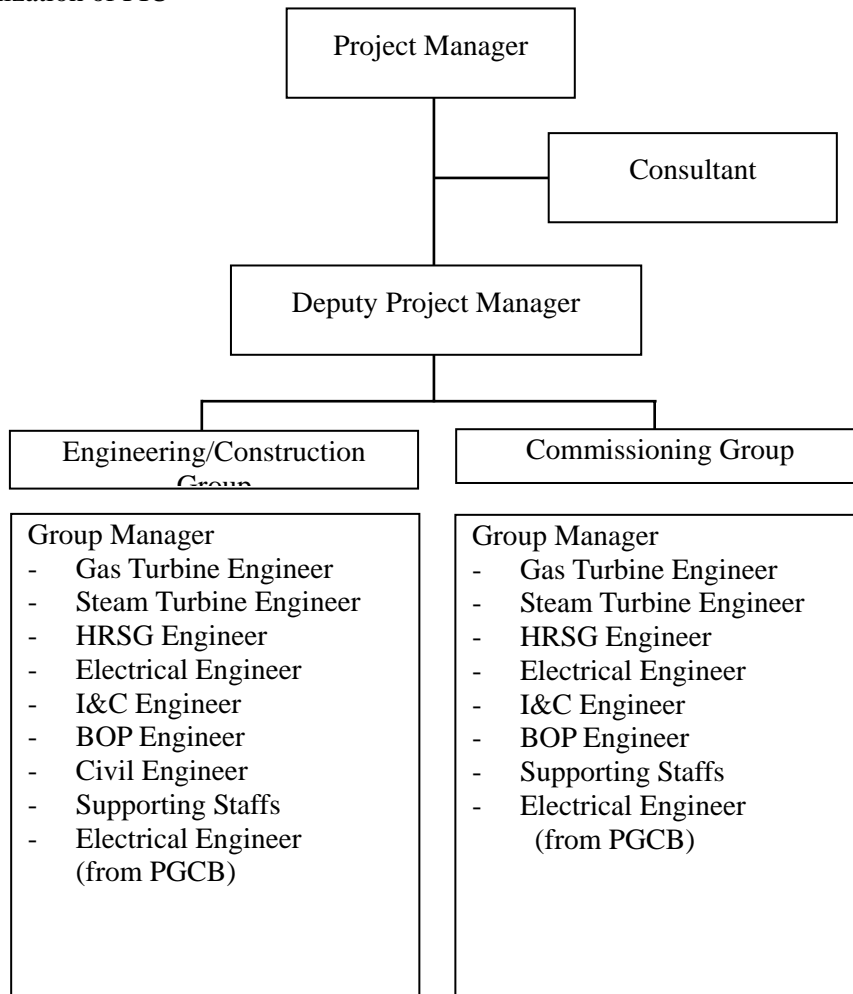 Project Manager
Consultant
Deputy Project Manager
Engineering/Construction
Group
Commissioning Group
Group Manager
- Gas Turbine Engineer
- Steam Turbine Engineer
- HRSG Engineer
- Electrical Engineer
- I&C Engineer
- BOP Engineer
- Civil Engineer
- Supporting Staffs
- Electrical Engineer
(from PGCB)
Group Manager
- Gas Turbine Engineer
- Steam Turbine Engineer
- HRSG Engineer
- Electrical Engineer
- I&C Engineer
- BOP Engineer
- Supporting Staffs
- Electrical Engineer
(from PGCB)